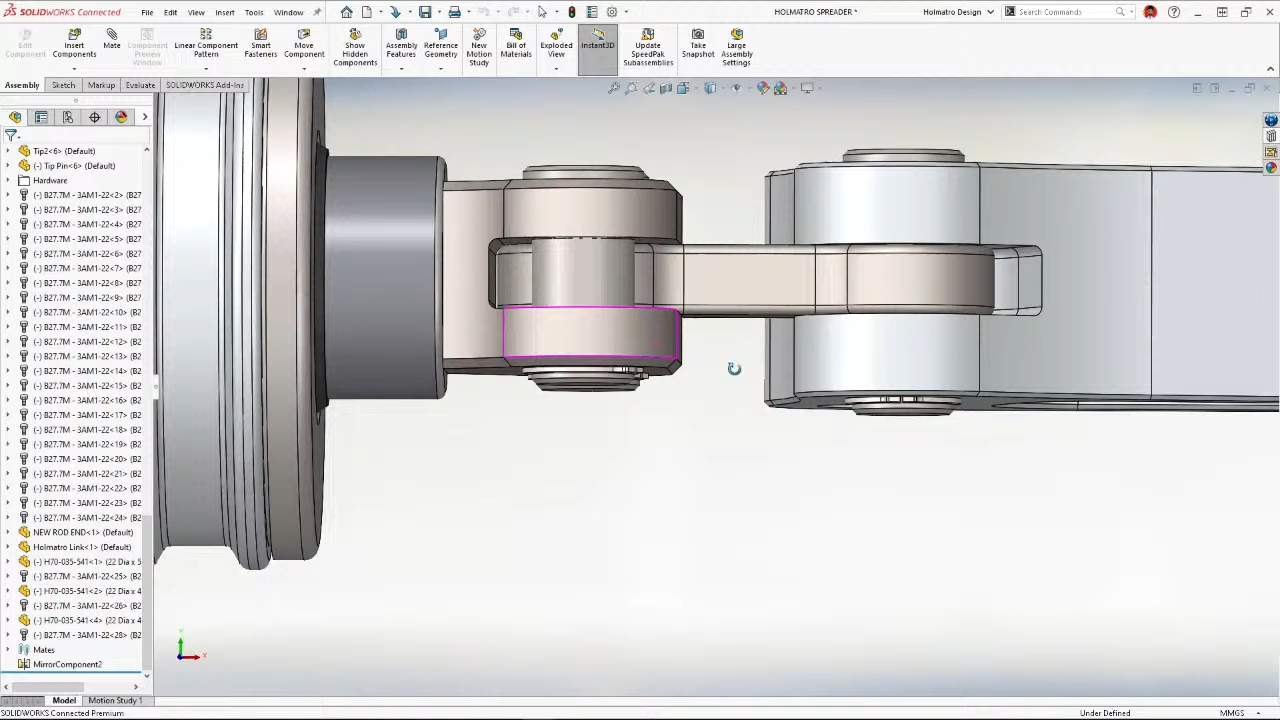 SOLIDWORKS Connected
File Edit View Insert Tools Window
HOLMATRO SPREADER *
Holmatro Design
Search Commands
Edit Component
Insert Components
Mate
Component Preview Window
Linear Component Pattern
Smart Fasteners
Move Component
Show Hidden Components
Assembly Features
Reference Geometry
New Motion Study
Bill of Materials
Exploded View
Instant3D
Update SpeedPak Subassemblies
Take Snapshot
Large Assembly Settings
Assembly Sketch Markup Evaluate SOLIDWORKS Add-Ins
Tip2<6> (Default)
(-) Tip Pin<6> (Default)
Hardware
(-) B27.7M - 3AM1-22<2> (B27
(-) B27.7M - 3AM1-22<3> (B27
(-) B27.7M - 3AM1-22<4> (B27
(-) B27.7M - 3AM1-22<5> (B27
(-) B27.7M - 3AM1-22<6> (B27
(-) B27.7M - 3AM1-22<7> (B27
(-) B27.7M - 3AM1-22<8> (B27
(-) B27.7M - 3AM1-22<9> (B27
(-) B27.7M - 3AM1-22<10> (B2
(-) B27.7M - 3AM1-22<11> (B2
(-) B27.7M - 3AM1-22<12> (B2
(-) B27.7M - 3AM1-22<13> (B2
(-) B27.7M - 3AM1-22<14> (B2
(-) B27.7M - 3AM1-22<15> (B2
(-) B27.7M - 3AM1-22<16> (B2
(-) B27.7M - 3AM1-22<17> (B2
(-) B27.7M - 3AM1-22<18> (B2
(-) B27.7M - 3AM1-22<19> (B2
(-) B27.7M - 3AM1-22<20> (B2
(-) B27.7M - 3AM1-22<21> (B2
(-) B27.7M - 3AM1-22<22> (B2
(-) B27.7M - 3AM1-22<23> (B2
(-) B27.7M - 3AM1-22<24> (B2
NEW ROD END<1> (Default)
Holmatro Link<1> (Default)
(-) H70-035-541<1> (22 Dia x 5
(-) B27.7M - 3AM1-22<25> (B2
(-) H70-035-541<2> (22 Dia x 4
(-) B27.7M - 3AM1-22<26> (B2
(-) H70-035-541<4> (22 Dia x 4
(-) B27.7M - 3AM1-22<28> (B2
Mates
MirrorComponent2
Y
X
Model Motion Study 1
SOLIDWORKS Connected Premium
Under Defined
MMGS